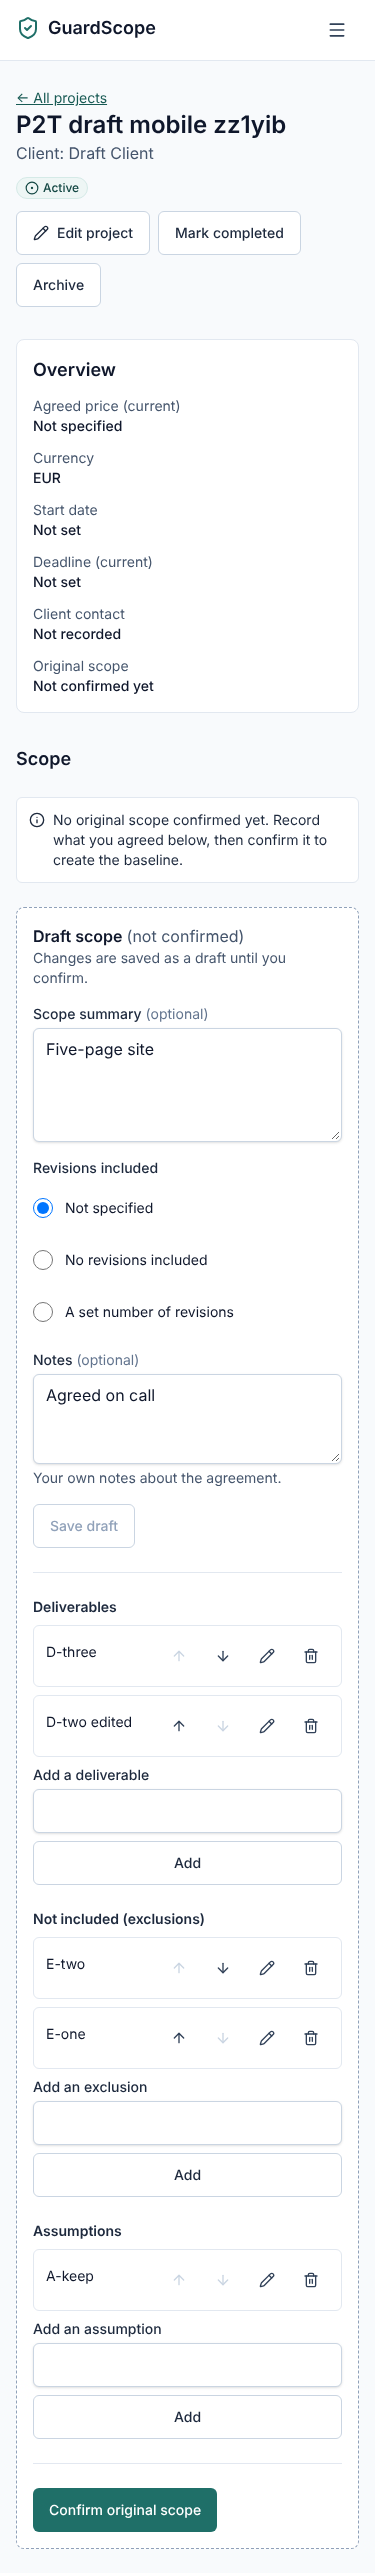 GuardScope
← All projects
P2T draft mobile zz1yib
Client: Draft Client
Active
Edit project
Mark completed
Archive
Overview
Agreed price (current)
Not specified
Currency
EUR
Start date
Not set
Deadline (current)
Not set
Client contact
Not recorded
Original scope
Not confirmed yet
Scope
No original scope confirmed yet. Record
what you agreed below, then confirm it to
create the baseline.
Draft scope (not confirmed)
Changes are saved as a draft until you
confirm.
Scope summary (optional)
Five-page site
Revisions included
Not specified
No revisions included
A set number of revisions
Notes (optional)
Agreed on call
Your own notes about the agreement.
Save draft
Deliverables
D-three
D-two edited
Add a deliverable
Add
Not included (exclusions)
E-two
E-one
Add an exclusion
Add
Assumptions
A-keep
Add an assumption
Add
Confirm original scope